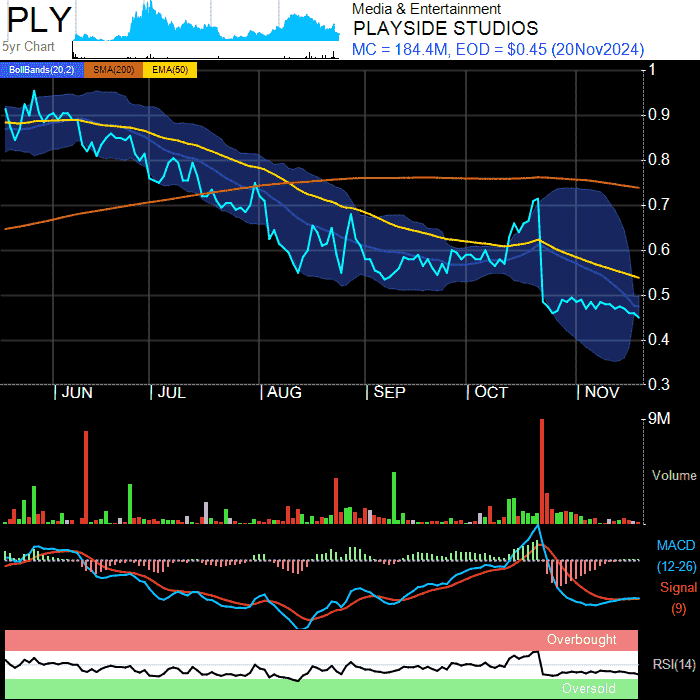 PLY
5yr Chart
Media & Entertainment
PLAYSIDE STUDIOS
MC = 184.4M, EOD = $0.45 (20Nov2024)
BollBands(20,2) SMA(200) EMA(50)
1
0.9
0.8
0.7
0.6
0.5
0.4
0.3
JUN JUL AUG SEP OCT NOV
9M
Volume
MACD
(12-26)
Signal
(9)
Overbought
RSI(14)
Oversold